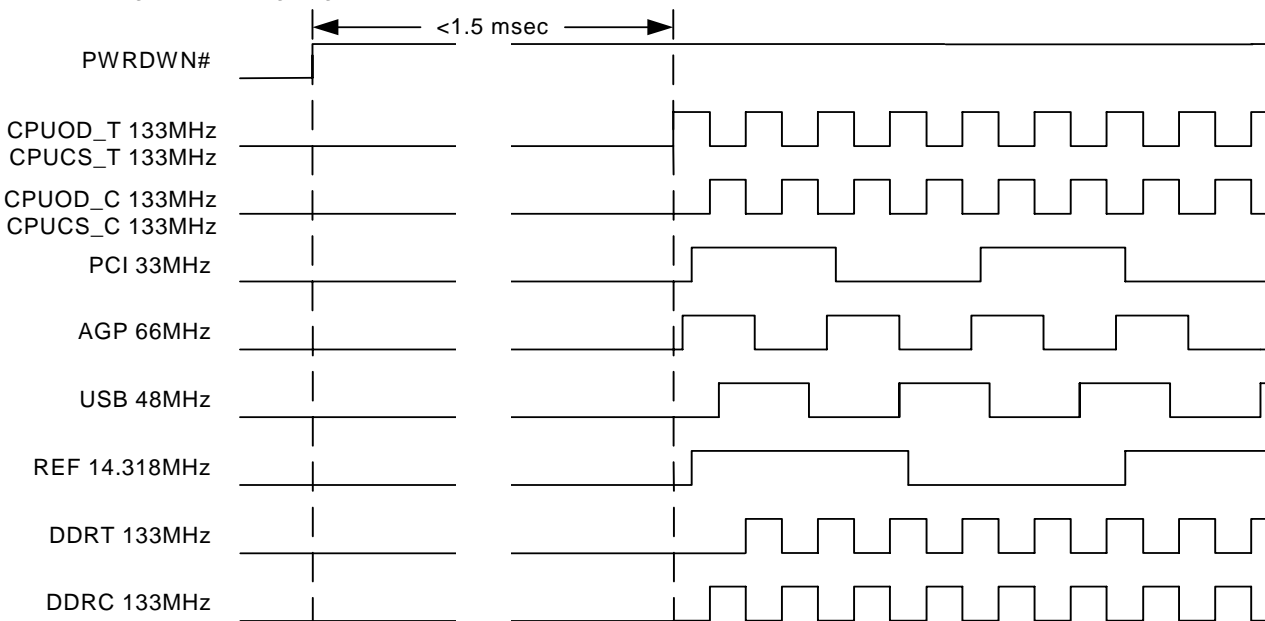 <1.5 msec
PWRDWN#
CPUOD_T 133MHz
CPUCS_T 133MHz
CPUOD_C 133MHz
CPUCS_C 133MHz
PCI 33MHz
AGP 66MHz
USB 48MHz
REF 14.318MHz
DDRT 133MHz
DDRC 133MHz